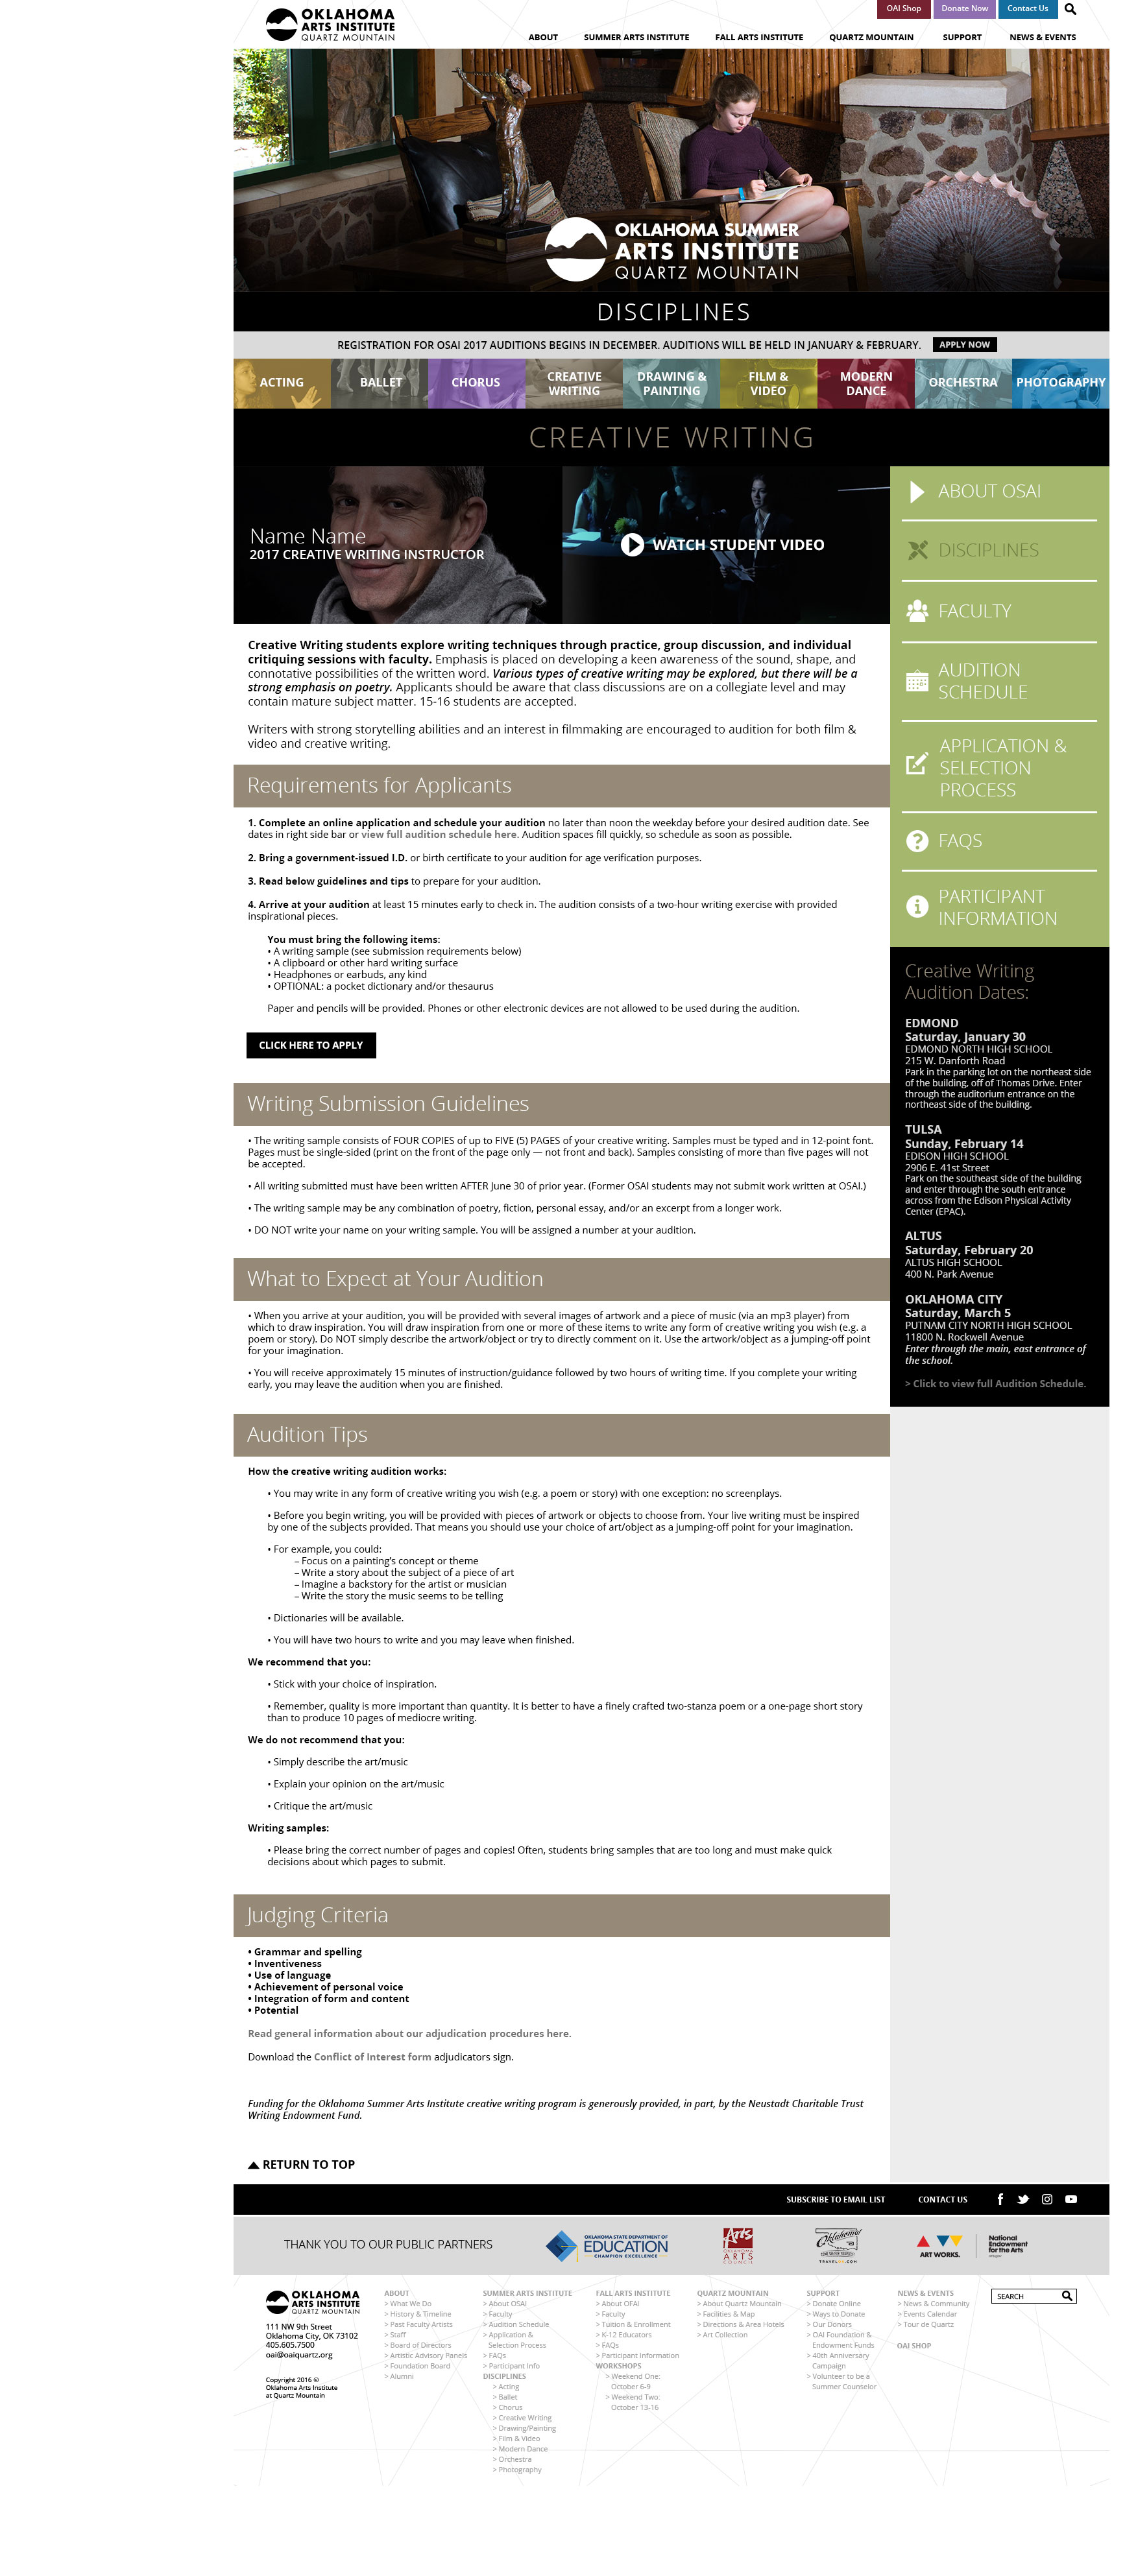 OKLAHOMA
ARTS INSTITUTE
QUARTZ MOUNTAIN
OAI Shop
Donate Now
Contact Us
ABOUT
SUMMER ARTS INSTITUTE
FALL ARTS INSTITUTE
QUARTZ MOUNTAIN
SUPPORT
NEWS & EVENTS
OKLAHOMA SUMMER
ARTS INSTITUTE
QUARTZ MOUNTAIN
DISCIPLINES
REGISTRATION FOR OSAI 2017 AUDITIONS BEGINS IN DECEMBER. AUDITIONS WILL BE HELD IN JANUARY & FEBRUARY.
APPLY NOW
ACTING
BALLET
CHORUS
CREATIVE
WRITING
DRAWING &
PAINTING
FILM &
VIDEO
MODERN
DANCE
ORCHESTRA
PHOTOGRAPHY
CREATIVE WRITING
Name Name
2017 CREATIVE WRITING INSTRUCTOR
WATCH STUDENT VIDEO
Creative Writing students explore writing techniques through practice, group discussion, and individual
critiquing sessions with faculty. Emphasis is placed on developing a keen awareness of the sound, shape, and
connotative possibilities of the written word. Various types of creative writing may be explored, but there will be a
strong emphasis on poetry. Applicants should be aware that class discussions are on a collegiate level and may
contain mature subject matter. 15-16 students are accepted.
Writers with strong storytelling abilities and an interest in filmmaking are encouraged to audition for both film &
video and creative writing.
Requirements for Applicants
1. Complete an online application and schedule your audition no later than noon the weekday before your desired audition date. See
dates in right side bar or view full audition schedule here. Audition spaces fill quickly, so schedule as soon as possible.
2. Bring a government-issued I.D. or birth certificate to your audition for age verification purposes.
3. Read below guidelines and tips to prepare for your audition.
4. Arrive at your audition at least 15 minutes early to check in. The audition consists of a two-hour writing exercise with provided
inspirational pieces.
You must bring the following items:
• A writing sample (see submission requirements below)
• A clipboard or other hard writing surface
• Headphones or earbuds, any kind
• OPTIONAL: a pocket dictionary and/or thesaurus
Paper and pencils will be provided. Phones or other electronic devices are not allowed to be used during the audition.
CLICK HERE TO APPLY
Writing Submission Guidelines
• The writing sample consists of FOUR COPIES of up to FIVE (5) PAGES of your creative writing. Samples must be typed and in 12-point font.
Pages must be single-sided (print on the front of the page only — not front and back). Samples consisting of more than five pages will not
be accepted.
• All writing submitted must have been written AFTER June 30 of prior year. (Former OSAI students may not submit work written at OSAI.)
• The writing sample may be any combination of poetry, fiction, personal essay, and/or an excerpt from a longer work.
• DO NOT write your name on your writing sample. You will be assigned a number at your audition.
What to Expect at Your Audition
• When you arrive at your audition, you will be provided with several images of artwork and a piece of music (via an mp3 player) from
which to draw inspiration. You will draw inspiration from one or more of these items to write any form of creative writing you wish (e.g. a
poem or story). Do NOT simply describe the artwork/object or try to directly comment on it. Use the artwork/object as a jumping-off point
for your imagination.
• You will receive approximately 15 minutes of instruction/guidance followed by two hours of writing time. If you complete your writing
early, you may leave the audition when you are finished.
Audition Tips
How the creative writing audition works:
• You may write in any form of creative writing you wish (e.g. a poem or story) with one exception: no screenplays.
• Before you begin writing, you will be provided with pieces of artwork or objects to choose from. Your live writing must be inspired
by one of the subjects provided. That means you should use your choice of art/object as a jumping-off point for your imagination.
• For example, you could:
– Focus on a painting's concept or theme
– Write a story about the subject of a piece of art
– Imagine a backstory for the artist or musician
– Write the story the music seems to be telling
• Dictionaries will be available.
• You will have two hours to write and you may leave when finished.
We recommend that you:
• Stick with your choice of inspiration.
• Remember, quality is more important than quantity. It is better to have a finely crafted two-stanza poem or a one-page short story
than to produce 10 pages of mediocre writing.
We do not recommend that you:
• Simply describe the art/music
• Explain your opinion on the art/music
• Critique the art/music
Writing samples:
• Please bring the correct number of pages and copies! Often, students bring samples that are too long and must make quick
decisions about which pages to submit.
Judging Criteria
• Grammar and spelling
• Inventiveness
• Use of language
• Achievement of personal voice
• Integration of form and content
• Potential
Read general information about our adjudication procedures here.
Download the Conflict of Interest form adjudicators sign.
Funding for the Oklahoma Summer Arts Institute creative writing program is generously provided, in part, by the Neustadt Charitable Trust
Writing Endowment Fund.
RETURN TO TOP
ABOUT OSAI
DISCIPLINES
FACULTY
AUDITION
SCHEDULE
APPLICATION &
SELECTION
PROCESS
FAQS
PARTICIPANT
INFORMATION
Creative Writing
Audition Dates:
EDMOND
Saturday, January 30
EDMOND NORTH HIGH SCHOOL
215 W. Danforth Road
Park in the parking lot on the northeast side
of the building, off of Thomas Drive. Enter
through the auditorium entrance on the
northeast side of the building.
TULSA
Sunday, February 14
EDISON HIGH SCHOOL
2906 E. 41st Street
Park on the southeast side of the building
and enter through the south entrance
across from the Edison Physical Activity
Center (EPAC).
ALTUS
Saturday, February 20
ALTUS HIGH SCHOOL
400 N. Park Avenue
OKLAHOMA CITY
Saturday, March 5
PUTNAM CITY NORTH HIGH SCHOOL
11800 N. Rockwell Avenue
Enter through the main, east entrance of
the school.
> Click to view full Audition Schedule.
SUBSCRIBE TO EMAIL LIST
CONTACT US
THANK YOU TO OUR PUBLIC PARTNERS
OKLAHOMA STATE DEPARTMENT OF
EDUCATION
CHAMPION EXCELLENCE
Arts
OKLAHOMA
ARTS
COUNCIL
Oklahoma!
TRAVELOK.COM
ART WORKS.
National
Endowment
for the Arts
arts.gov
OKLAHOMA
ARTS INSTITUTE
QUARTZ MOUNTAIN
111 NW 9th Street
Oklahoma City, OK 73102
405.605.7500
oai@oaiquartz.org
Copyright 2016 ©
Oklahoma Arts Institute
at Quartz Mountain
ABOUT
> What We Do
> History & Timeline
> Past Faculty Artists
> Staff
> Board of Directors
> Artistic Advisory Panels
> Foundation Board
> Alumni
SUMMER ARTS INSTITUTE
> About OSAI
> Faculty
> Audition Schedule
> Application &
Selection Process
> FAQs
> Participant Info
DISCIPLINES
> Acting
> Ballet
> Chorus
> Creative Writing
> Drawing/Painting
> Film & Video
> Modern Dance
> Orchestra
> Photography
FALL ARTS INSTITUTE
> About OFAI
> Faculty
> Tuition & Enrollment
> K-12 Educators
> FAQs
> Participant Information
WORKSHOPS
> Weekend One:
October 6-9
> Weekend Two:
October 13-16
QUARTZ MOUNTAIN
> About Quartz Mountain
> Facilities & Map
> Directions & Area Hotels
> Art Collection
SUPPORT
> Donate Online
> Ways to Donate
> Our Donors
> OAI Foundation &
Endowment Funds
> 40th Anniversary
Campaign
> Volunteer to be a
Summer Counselor
NEWS & EVENTS
> News & Community
> Events Calendar
> Tour de Quartz
OAI SHOP
SEARCH